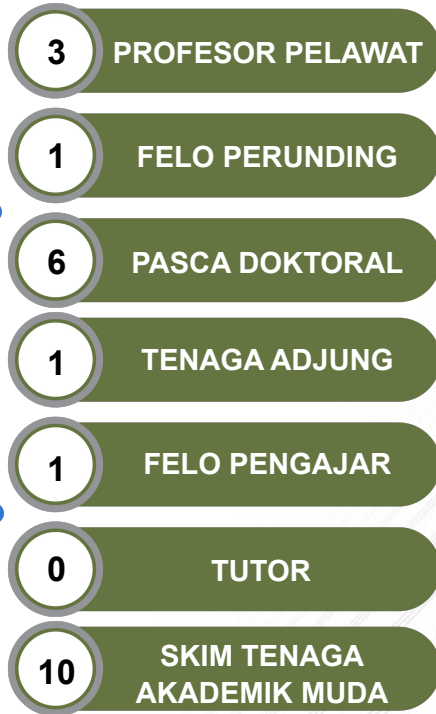 3 PROFESOR PELAWAT
1 FELO PERUNDING
6 PASCA DOKTORAL
1 TENAGA ADJUNG
1 FELO PENGAJAR
0 TUTOR
10 SKIM TENAGA
AKADEMIK MUDA